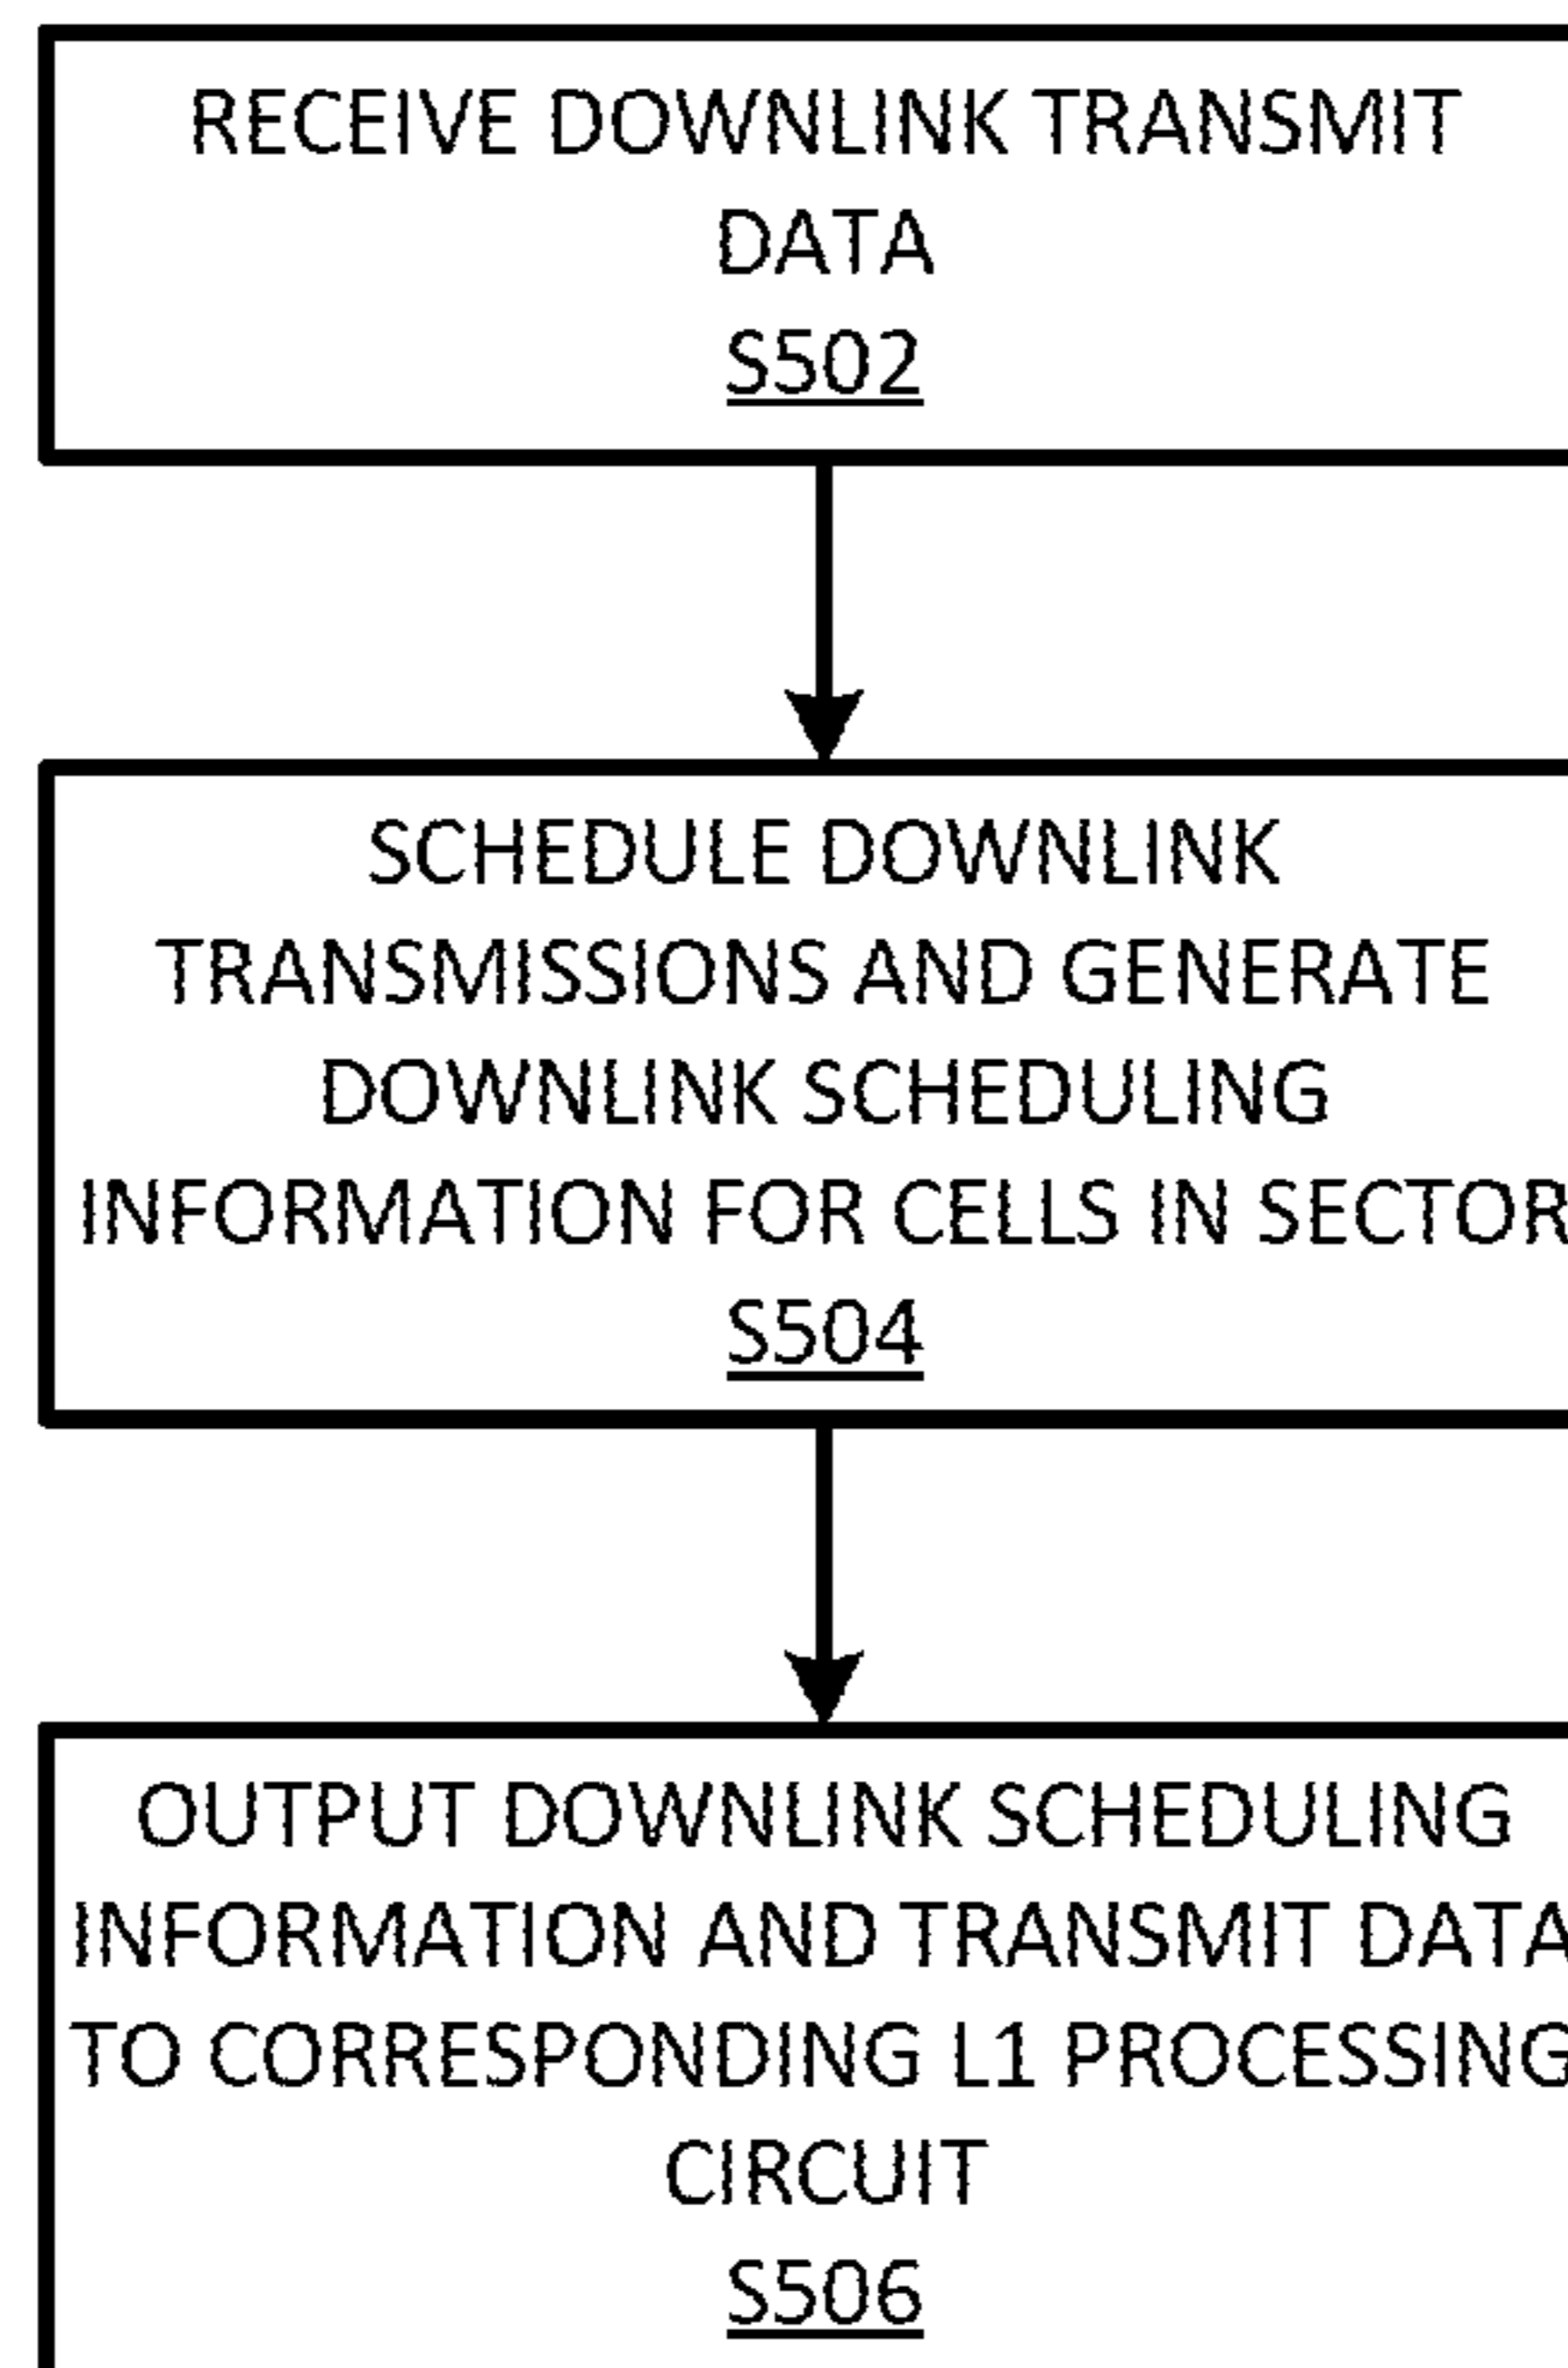 RECEIVE DOWNLINK TRANSMIT
DATA
S502
SCHEDULE DOWNLINK
TRANSMISSIONS AND GENERATE
DOWNLINK SCHEDULING
INFORMATION FOR CELLS IN SECTOR
S504
OUTPUT DOWNLINK SCHEDULING
INFORMATION AND TRANSMIT DATA
TO CORRESPONDING L1 PROCESSING
CIRCUIT
S506